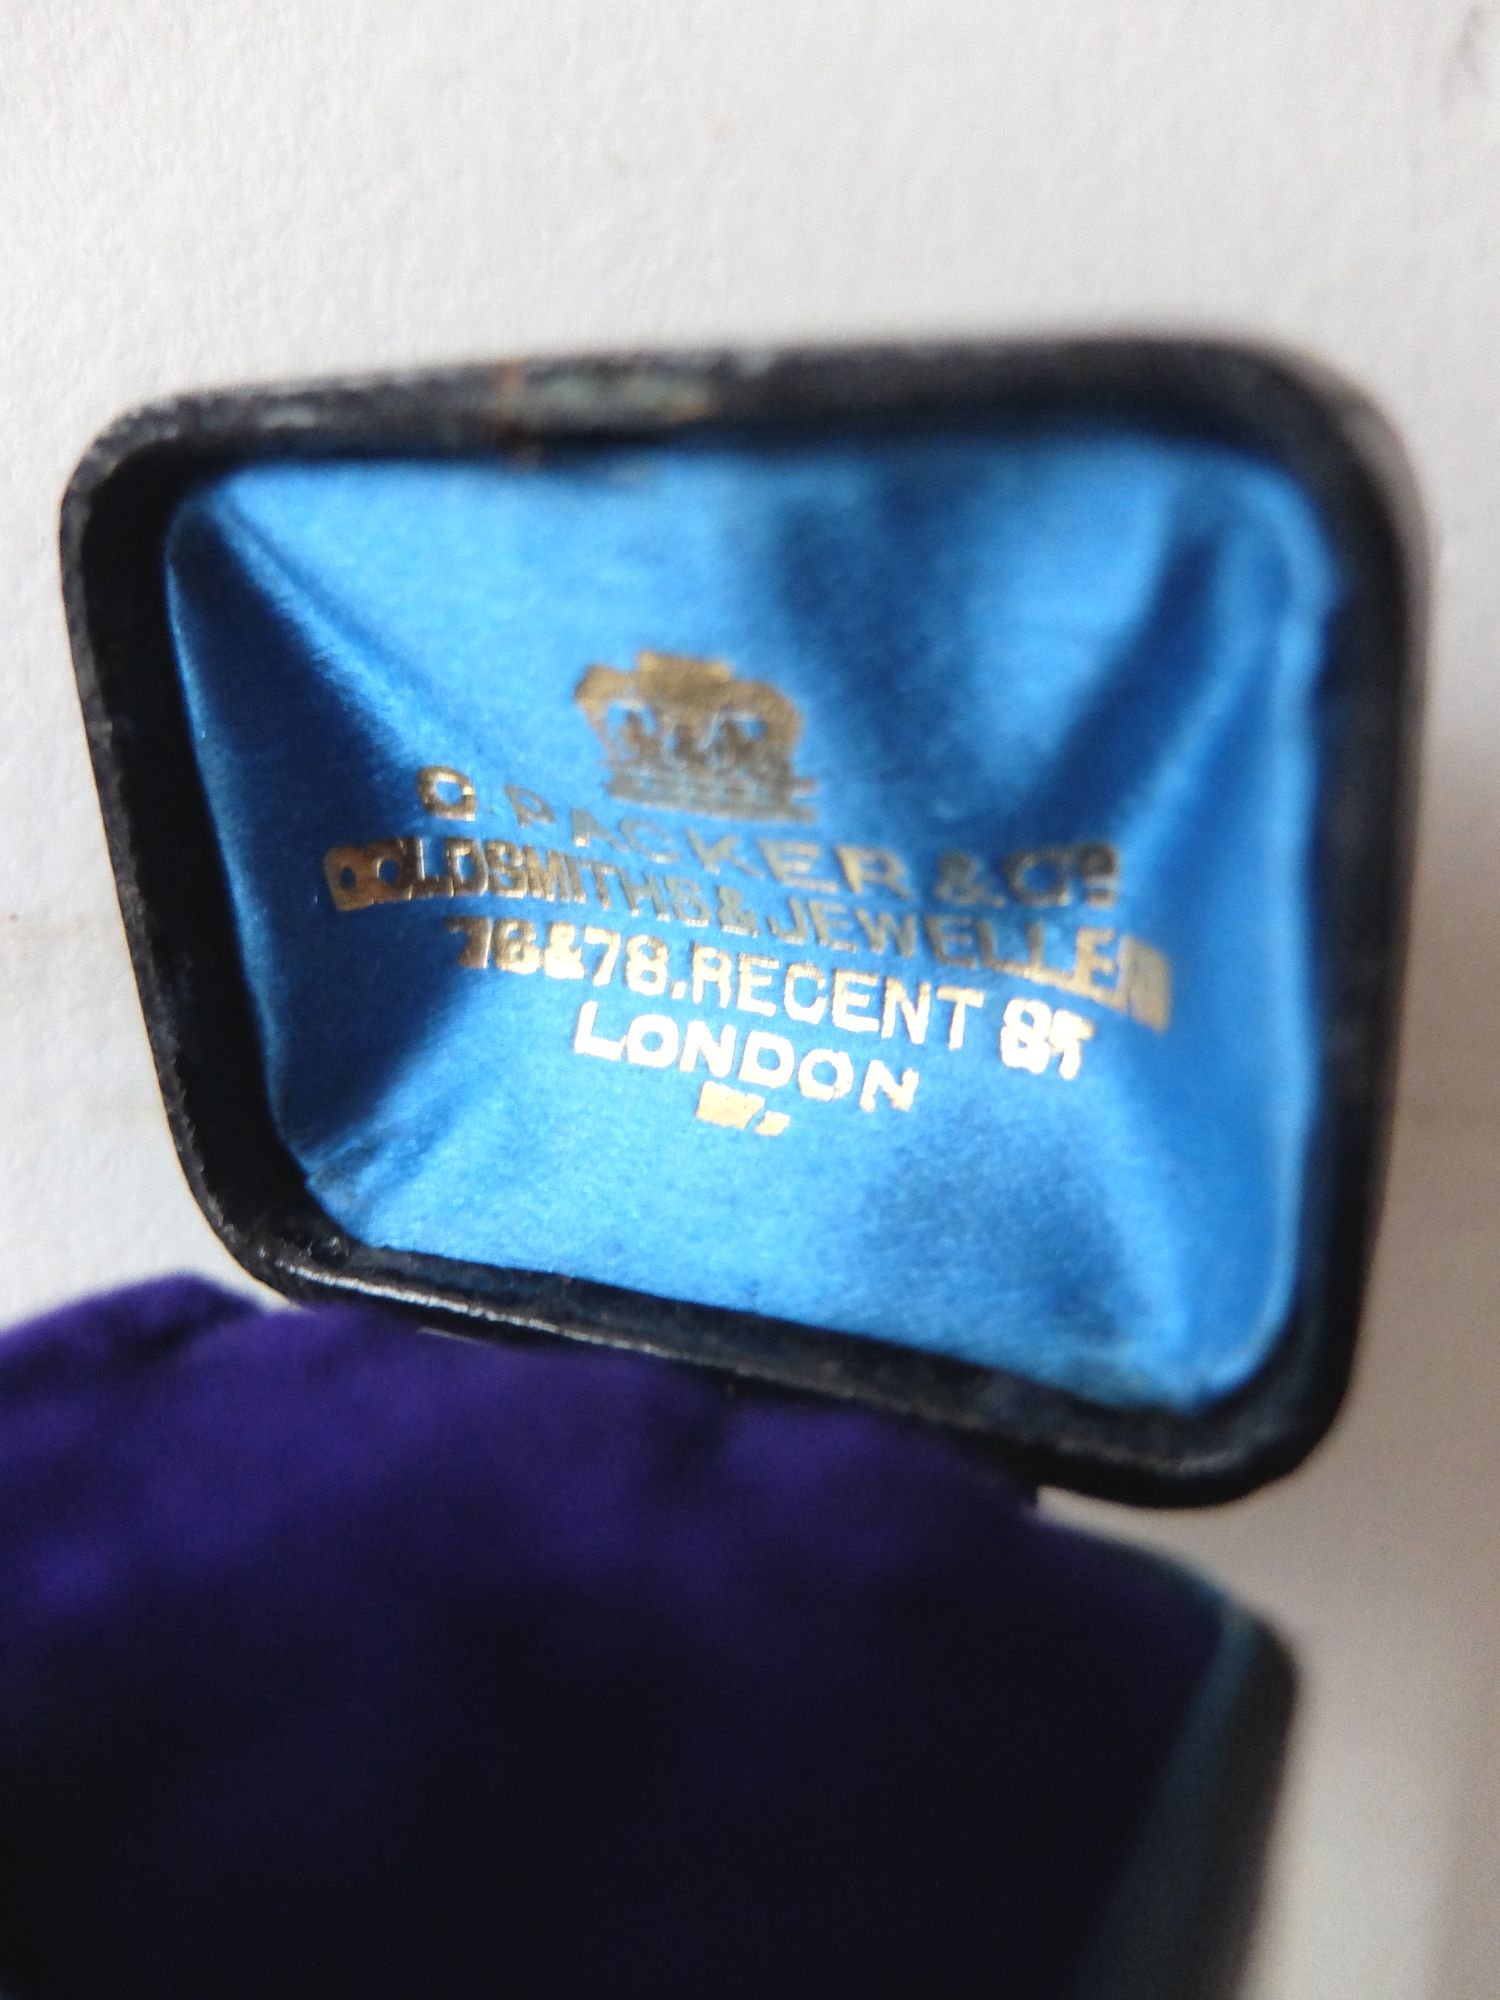 C. PACKER & Co
GOLDSMITHS & JEWELLERS
76 & 78, REGENT ST
LONDON
W.